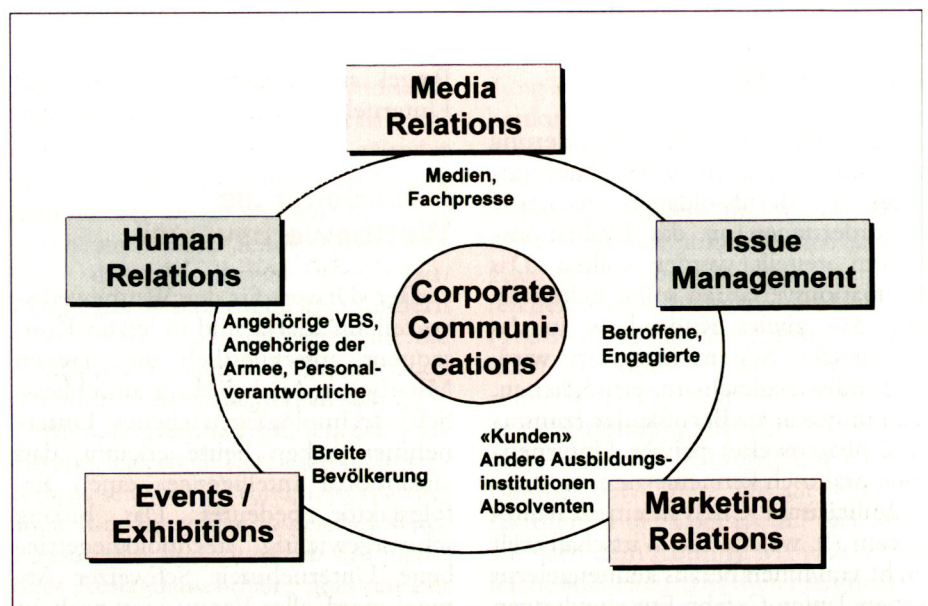 Media
Relations
Medien,
Fachpresse
Human
Relations
Issue
Management
Corporate
Communi-
cations
Angehörige VBS,
Angehörige der
Armee, Personal-
verantwortliche
Betroffene,
Engagierte
Breite
Bevölkerung
«Kunden»
Andere Ausbildungs-
institutionen
Absolventen
Events /
Exhibitions
Marketing
Relations